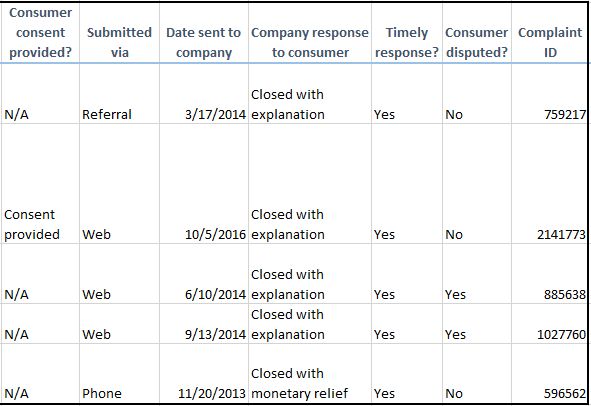 Consumer
consent Submitted Date sent to Company response Timely Consumer Complaint
provided? via company to consumer response? disputed? ID
Closed with
N/A Referral 3/17/2014 explanation Yes No 759217
Consent Closed with
provided Web 10/5/2016 explanation Yes No 2141773
Closed with
N/A Web 6/10/2014 explanation Yes Yes 885638
Closed with
N/A Web 9/13/2014 explanation Yes Yes 1027760
Closed with
N/A Phone 11/20/2013 monetary relief Yes No 596562